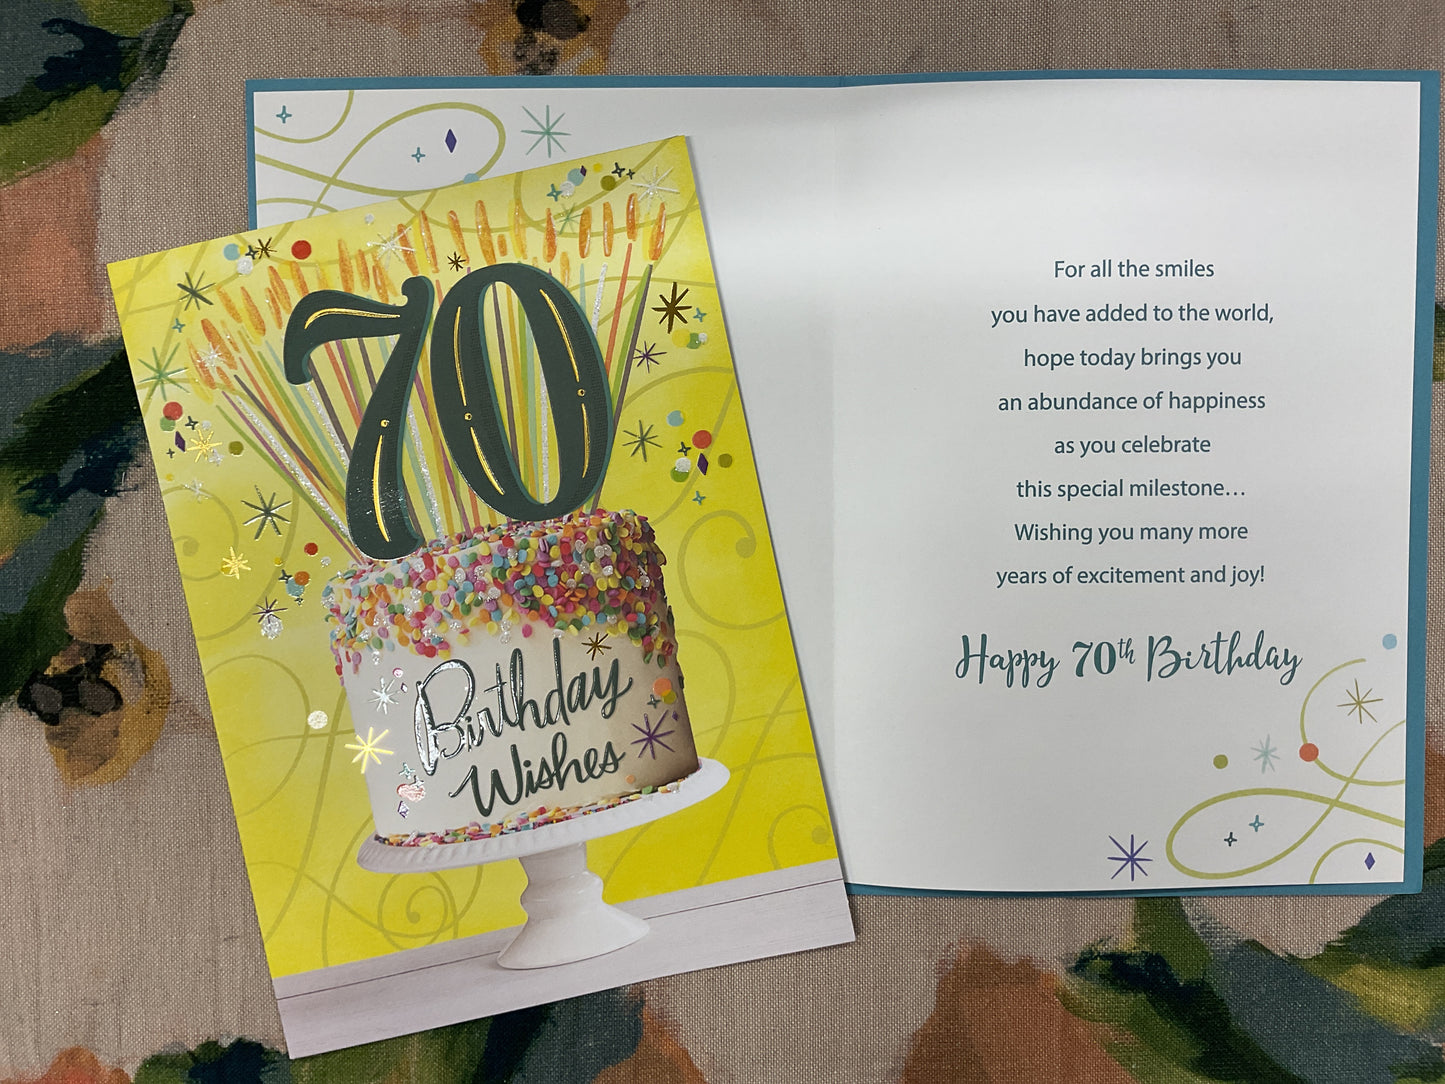 70
Birthday
Wishes
For all the smiles
you have added to the world,
hope today brings you
an abundance of happiness
as you celebrate
this special milestone…
Wishing you many more
years of excitement and joy!
Happy 70th Birthday